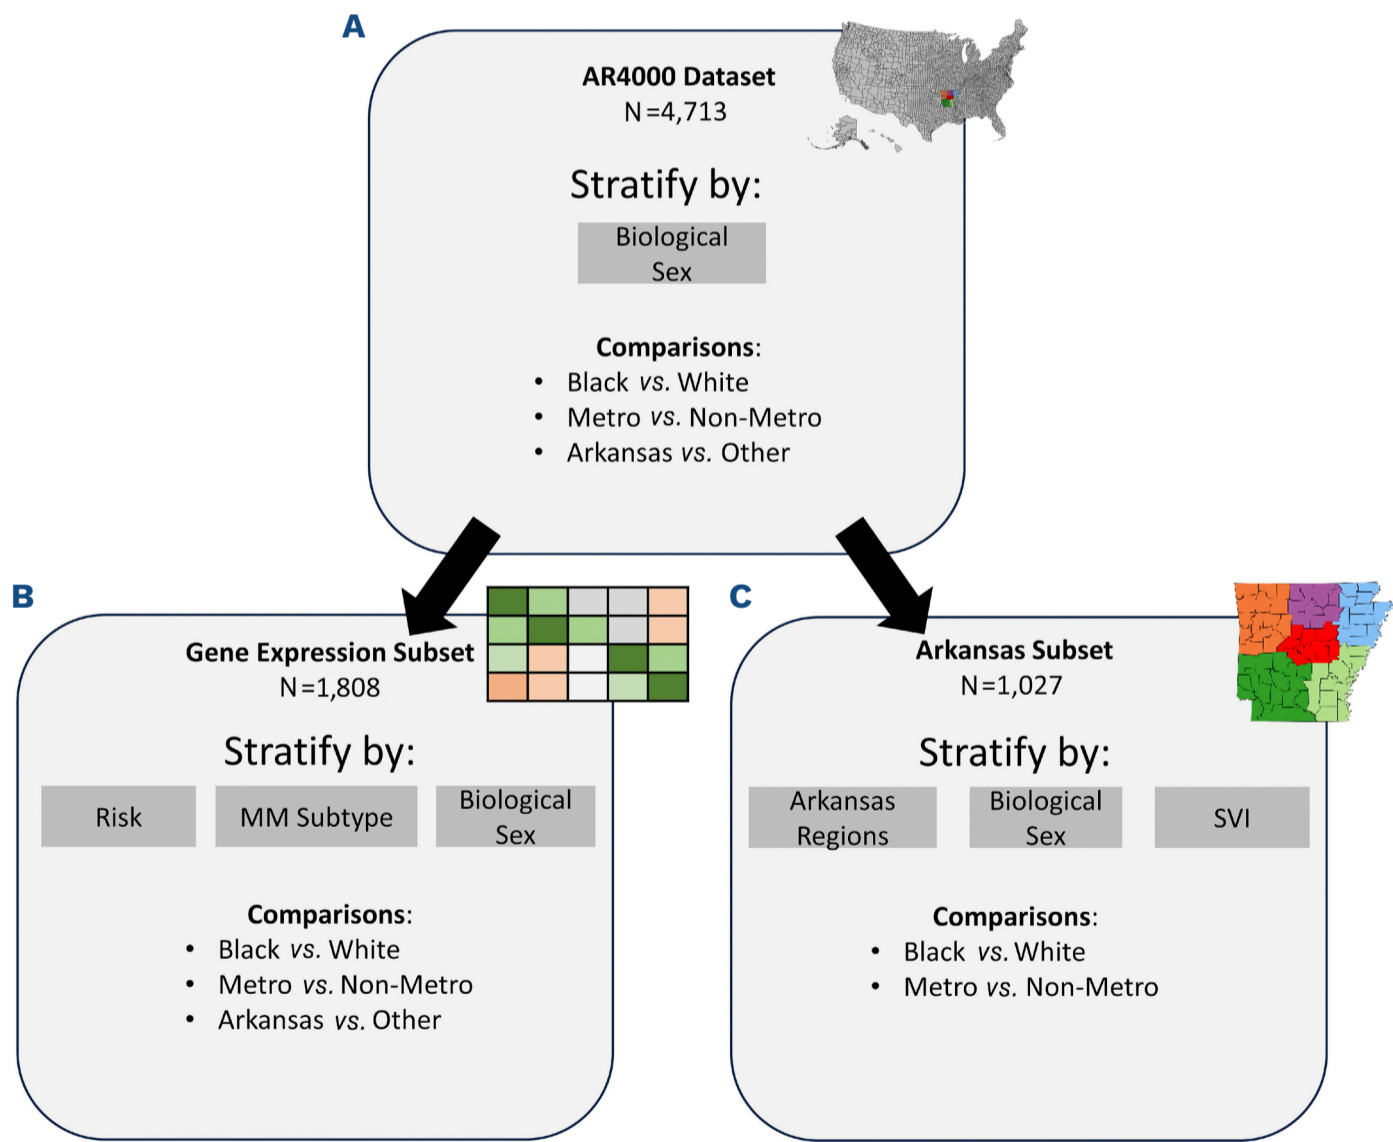 A
AR4000 Dataset
N=4,713
Stratify by:
Biological
Sex
Comparisons:
• Black vs. White
• Metro vs. Non-Metro
• Arkansas vs. Other
B
Gene Expression Subset
N=1,808
Stratify by:
Risk
MM Subtype
Biological
Sex
Comparisons:
• Black vs. White
• Metro vs. Non-Metro
• Arkansas vs. Other
C
Arkansas Subset
N=1,027
Stratify by:
Arkansas
Regions
Biological
Sex
SVI
Comparisons:
• Black vs. White
• Metro vs. Non-Metro